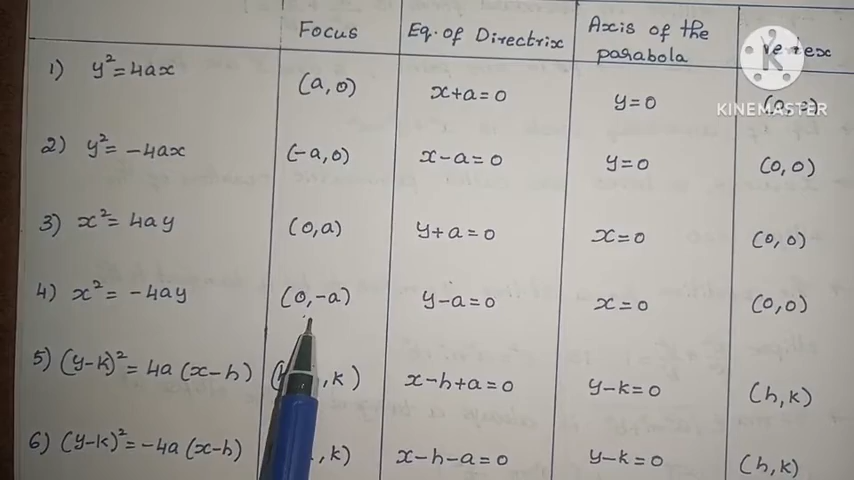 Focus Eq. of Directrix Axis of the parabola Vertex
1) y² = 4ax (a, 0) x+a = 0 y = 0
2) y² = -4ax (-a, 0) x-a = 0 y = 0 (0, 0)
3) x² = 4ay (0, a) y+a = 0 x = 0 (0, 0)
4) x² = -4ay (0, -a) y-a = 0 x = 0 (0, 0)
5) (y-k)² = 4a (x-h) , k) x-h+a = 0 y-k = 0 (h, k)
6) (y-k)² = -4a (x-h) , k) x-h-a = 0 y-k = 0 (h, k)
KINEMASTER